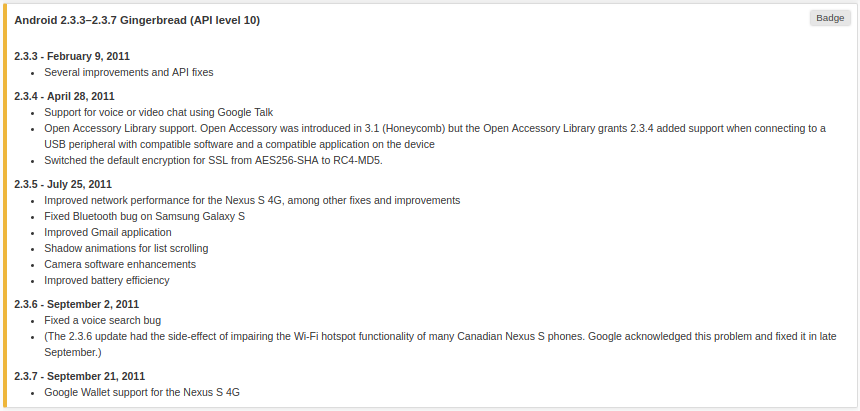 Android 2.3.3–2.3.7 Gingerbread (API level 10)
Badge
2.3.3 - February 9, 2011
• Several improvements and API fixes
2.3.4 - April 28, 2011
• Support for voice or video chat using Google Talk
• Open Accessory Library support. Open Accessory was introduced in 3.1 (Honeycomb) but the Open Accessory Library grants 2.3.4 added support when connecting to a
USB peripheral with compatible software and a compatible application on the device
• Switched the default encryption for SSL from AES256-SHA to RC4-MD5.
2.3.5 - July 25, 2011
• Improved network performance for the Nexus S 4G, among other fixes and improvements
• Fixed Bluetooth bug on Samsung Galaxy S
• Improved Gmail application
• Shadow animations for list scrolling
• Camera software enhancements
• Improved battery efficiency
2.3.6 - September 2, 2011
• Fixed a voice search bug
• (The 2.3.6 update had the side-effect of impairing the Wi-Fi hotspot functionality of many Canadian Nexus S phones. Google acknowledged this problem and fixed it in late
September.)
2.3.7 - September 21, 2011
• Google Wallet support for the Nexus S 4G